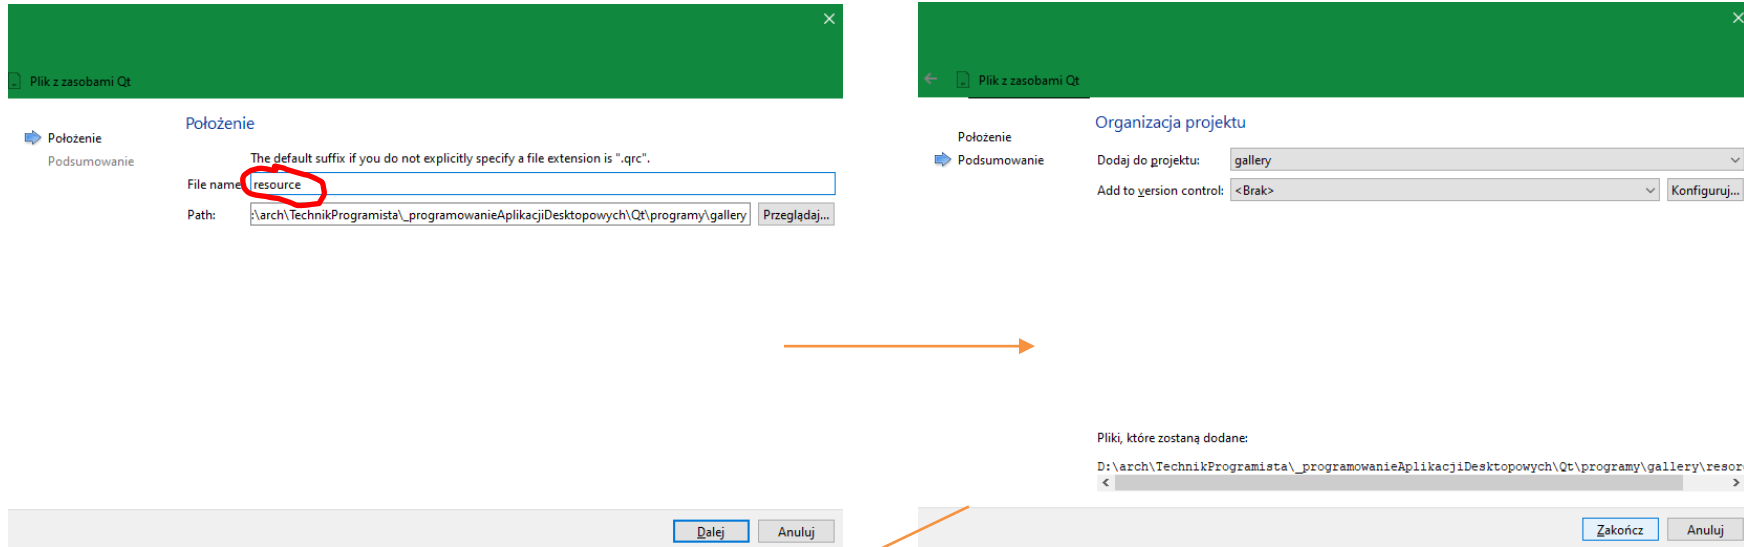 Plik z zasobami Qt
Położenie
Podsumowanie
Położenie
The default suffix if you do not explicitly specify a file extension is ".qrc".
File name
resource
Path:
:\arch\TechnikProgramista\_programowanieAplikacjiDesktopowych\Qt\programy\gallery
Przeglądaj...
Dalej
Anuluj
Plik z zasobami Qt
Położenie
Podsumowanie
Organizacja projektu
Dodaj do projektu:
gallery
Add to version control:
<Brak>
Konfiguruj...
Pliki, które zostaną dodane:
D:\arch\TechnikProgramista\_programowanieAplikacjiDesktopowych\Qt\programy\gallery\resor
Zakończ
Anuluj